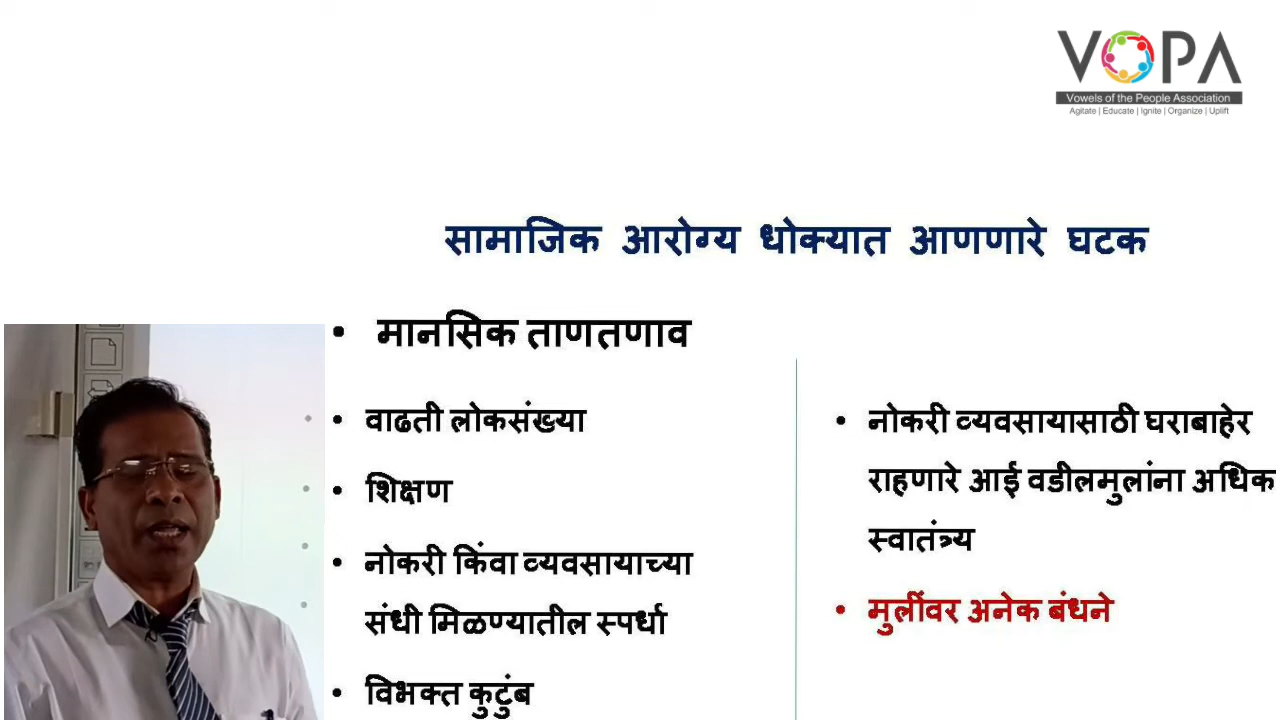 VOPA
Vowels of the People Association
Agitate | Educate | Ignite | Organize | Uplift
सामाजिक आरोग्य धोक्यात आणणारे घटक
• मानसिक ताणतणाव
• वाढती लोकसंख्या
• शिक्षण
• नोकरी किंवा व्यवसायाच्या
संधी मिळण्यातील स्पर्धा
• विभक्त कुटुंब
• नोकरी व्यवसायासाठी घराबाहेर
राहणारे आई वडीलमुलांना अधिक
स्वातंत्र्य
• मुलींवर अनेक बंधने